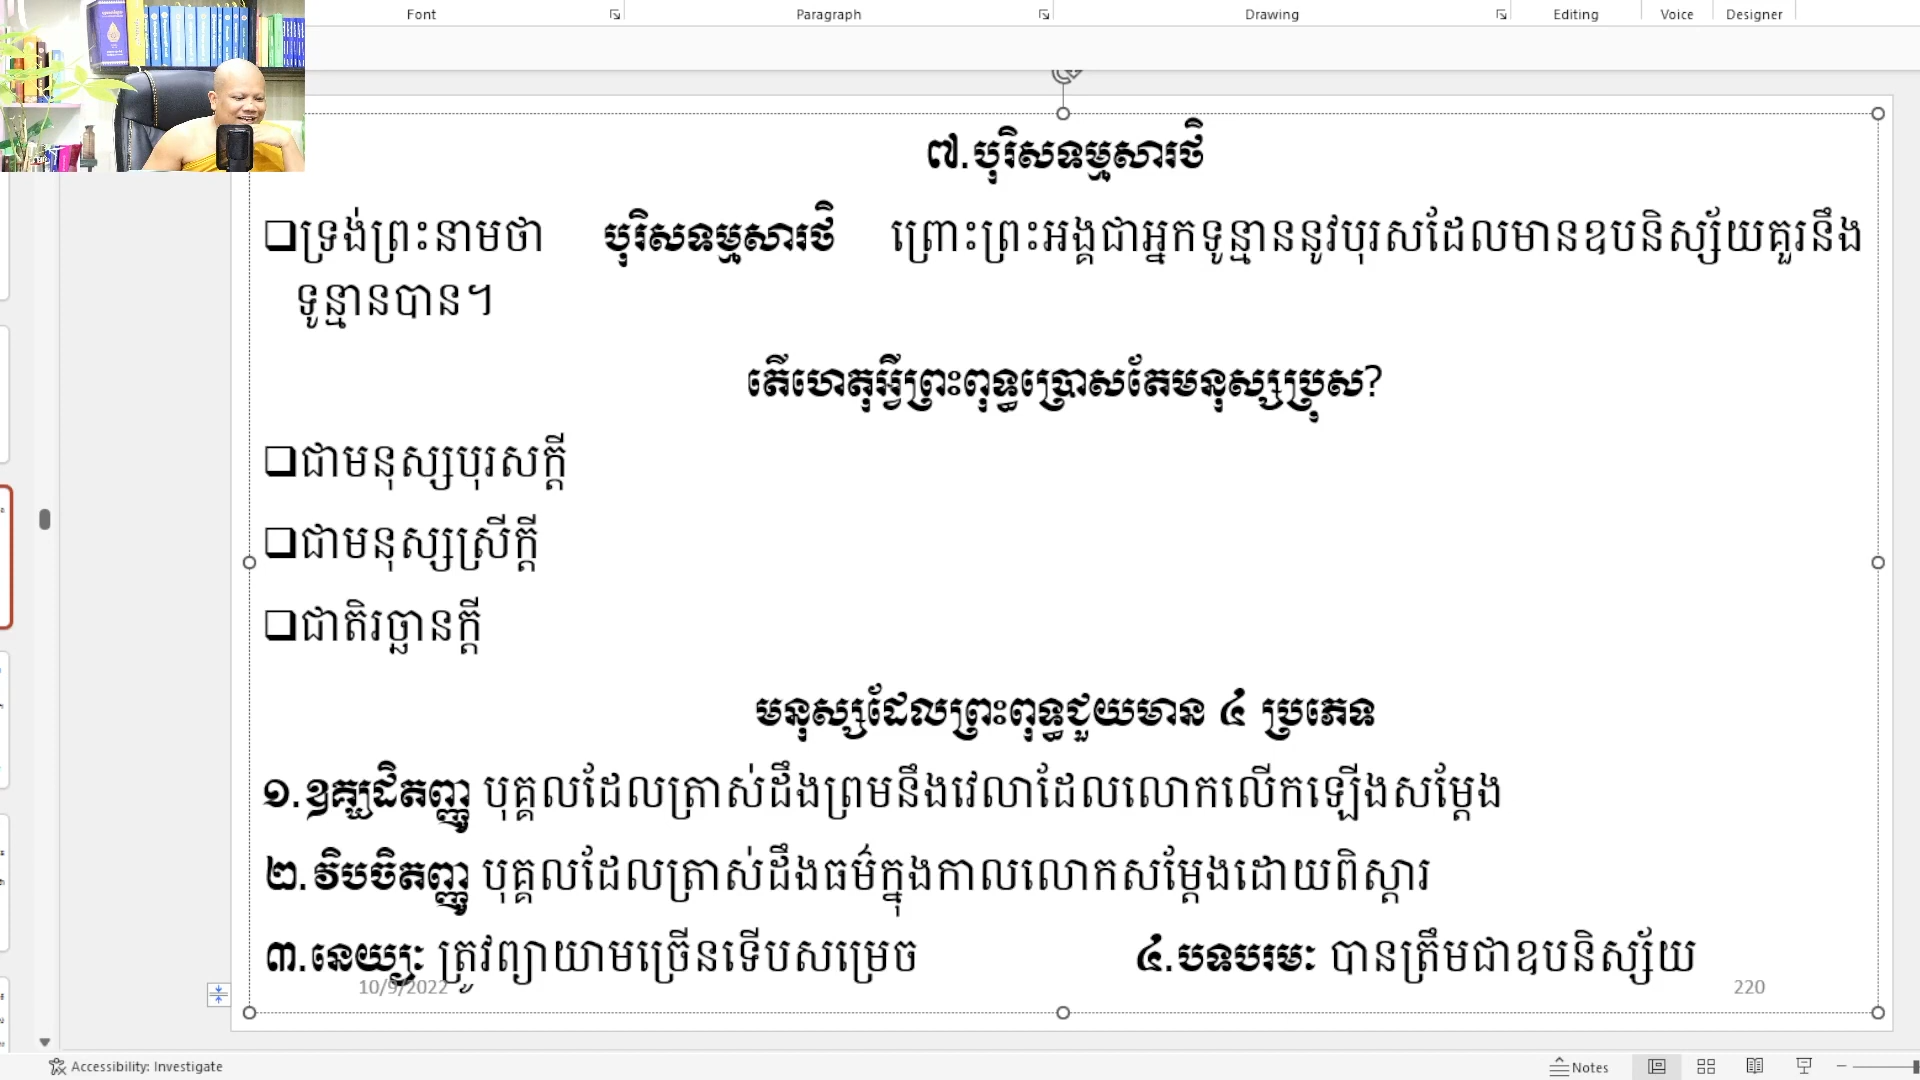 Font Paragraph Drawing Editing Voice Designer
៧.បុរិសទម្មសារថិ
❑ទ្រង់ព្រះនាមថា បុរិសទម្មសារថិ ព្រោះព្រះអង្គជាអ្នកទូន្មាននូវបុរសដែលមានឧបនិស្ស័យគួរនឹង
ទូន្មានបាន។
តើហេតុអ្វីព្រះពុទ្ធប្រោសតែមនុស្សប្រុស?
❑ជាមនុស្សបុរសក្ដី
❑ជាមនុស្សស្រីក្ដី
❑ជាតិរច្ឆានក្ដី
មនុស្សដែលព្រះពុទ្ធជួយមាន ៤ ប្រភេទ
១.ឧគ្ឃដិតញ្ញូ បុគ្គលដែលត្រាស់ដឹងព្រមនឹងវេលាដែលលោកលើកឡើងសម្ដែង
២.វិបចិតញ្ញូ បុគ្គលដែលត្រាស់ដឹងធម៌ក្នុងកាលលោកសម្ដែងដោយពិស្ដារ
៣.នេយ្យៈ ត្រូវព្យាយាមច្រើនទើបសម្រេច ៤.បទបរមៈ បានត្រឹមជាឧបនិស្ស័យ
10/9/2022 220
Accessibility: Investigate Notes